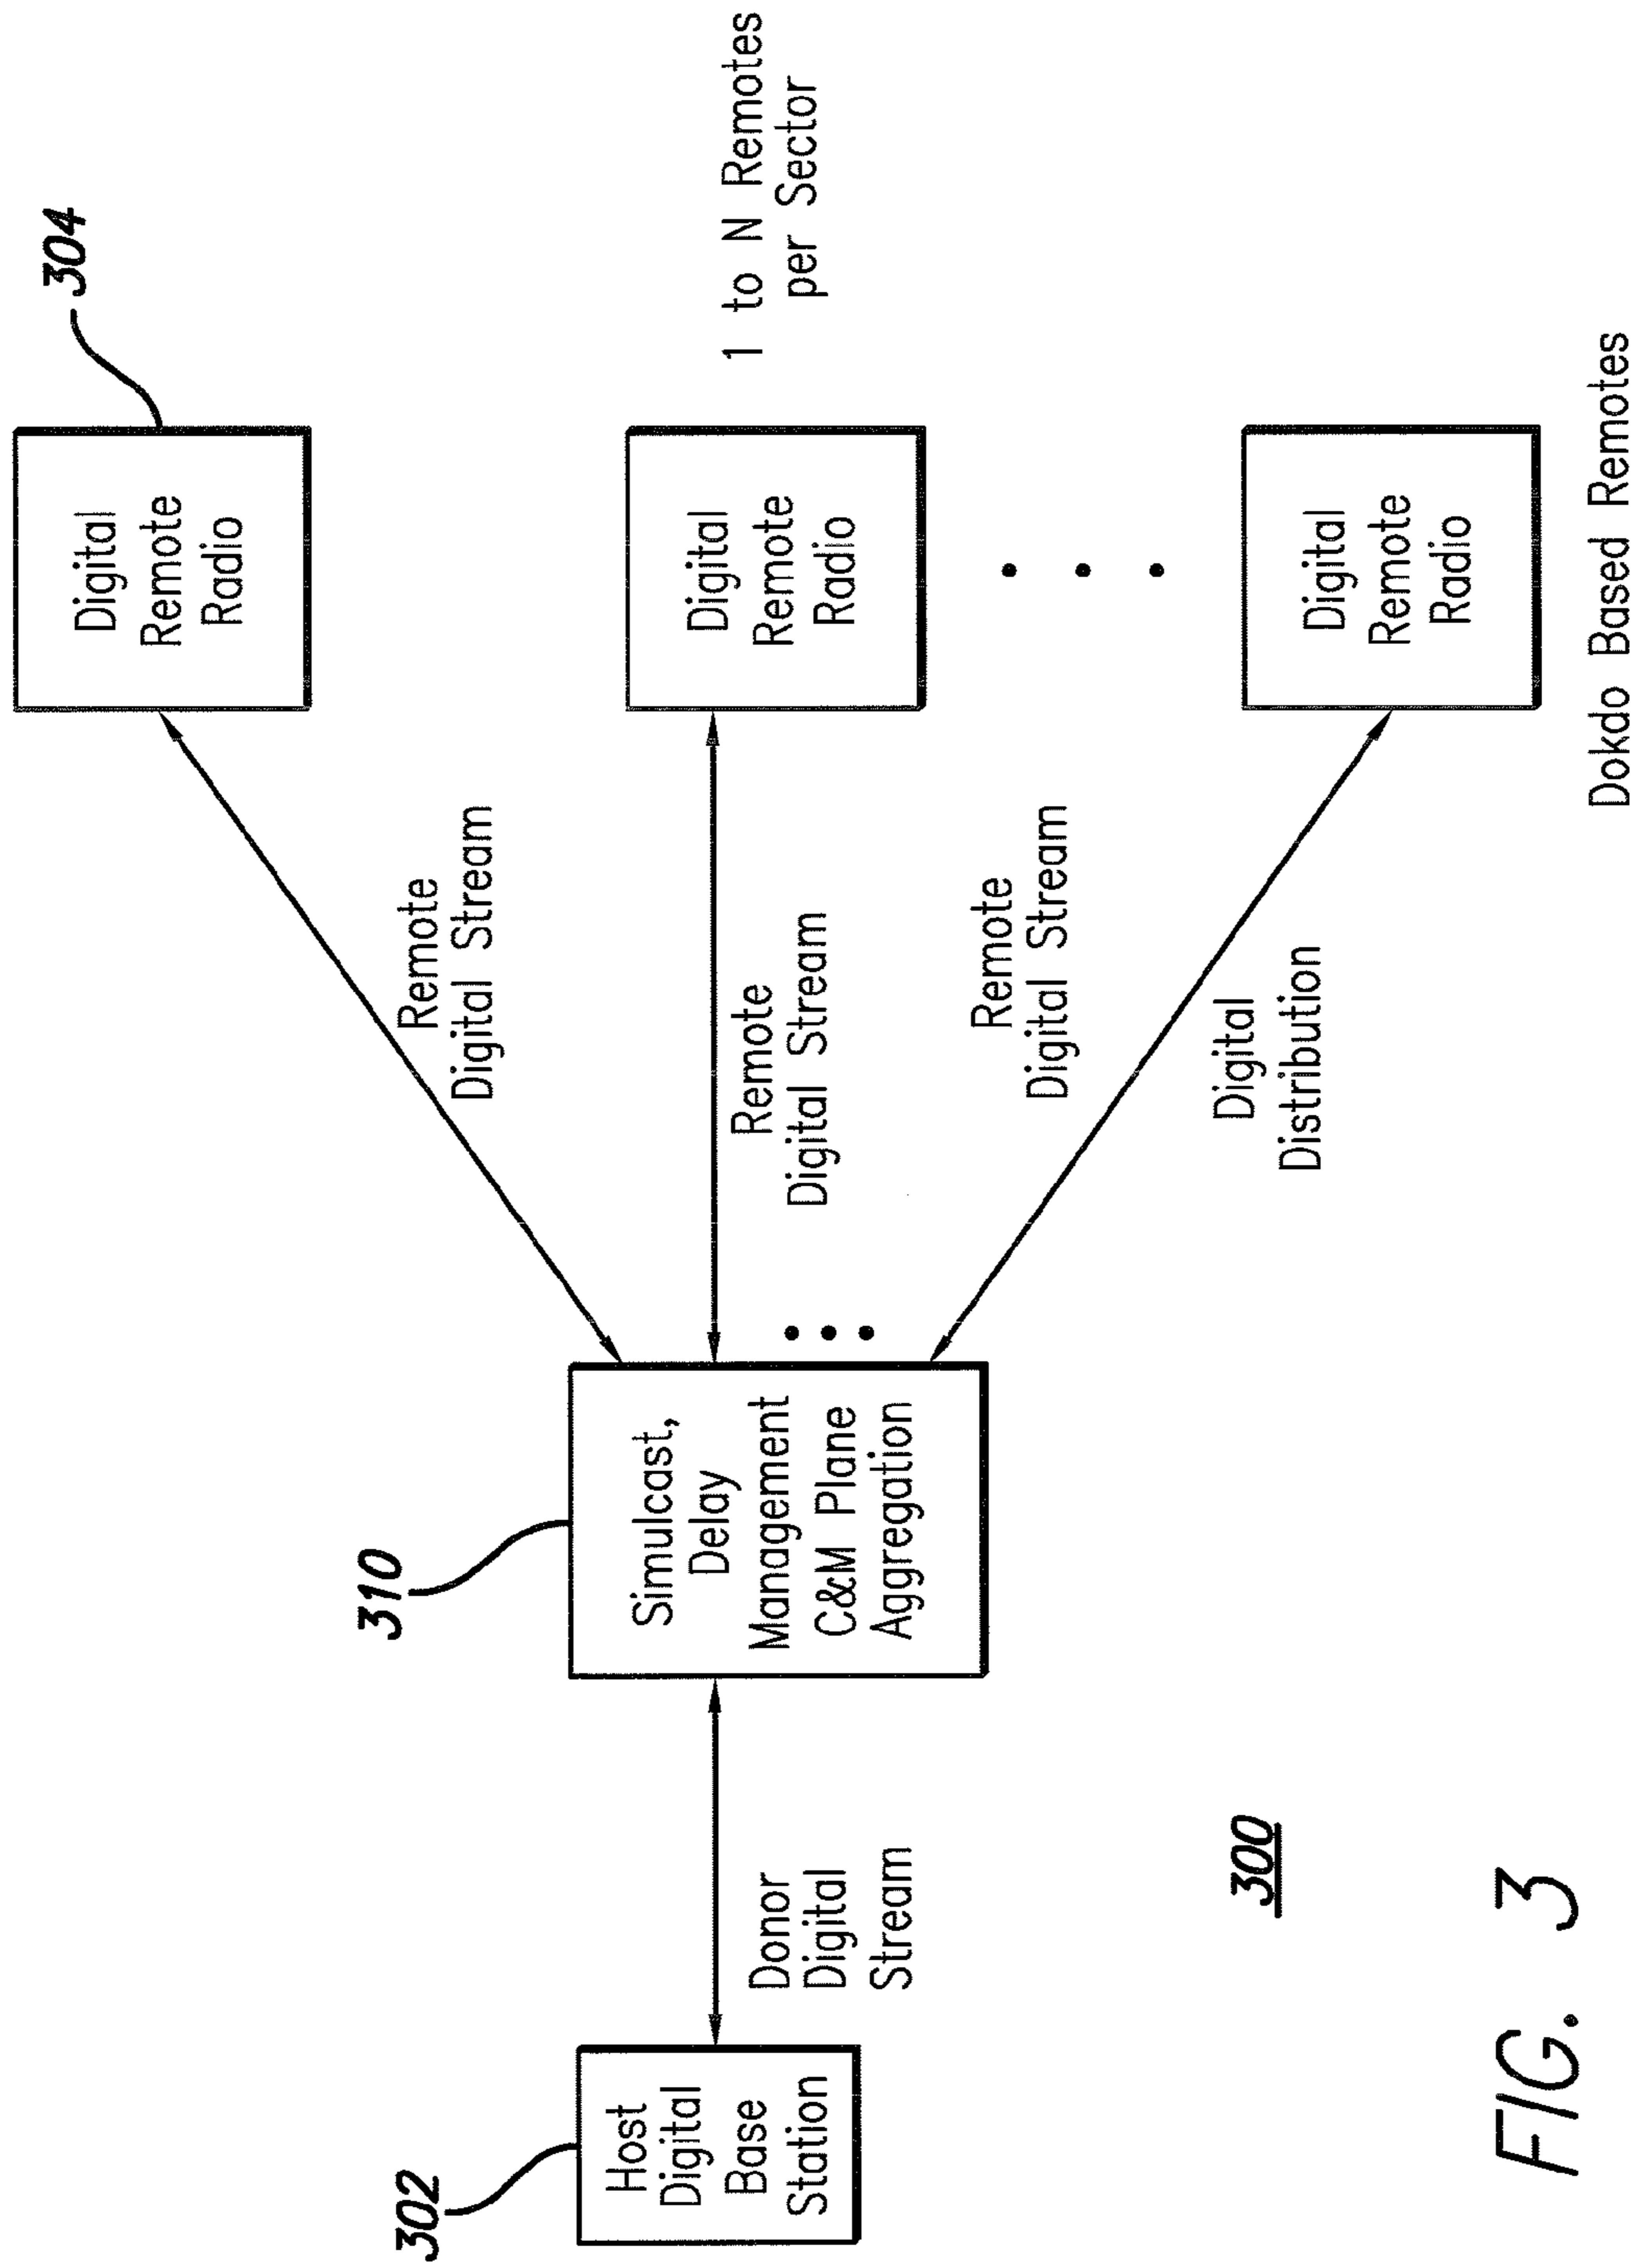 304
Digital
Remote
Radio
Remote
Digital Stream
310
Simulcast,
Delay
Management
C&M Plane
Aggregation
302
Host
Digital
Base
Station
Donor
Digital
Stream
Remote
Digital Stream
Digital
Remote
Radio
1 to N Remotes
per Sector
Remote
Digital Stream
Digital
Distribution
Digital
Remote
Radio
Dokdo Based Remotes
300
FIG. 3